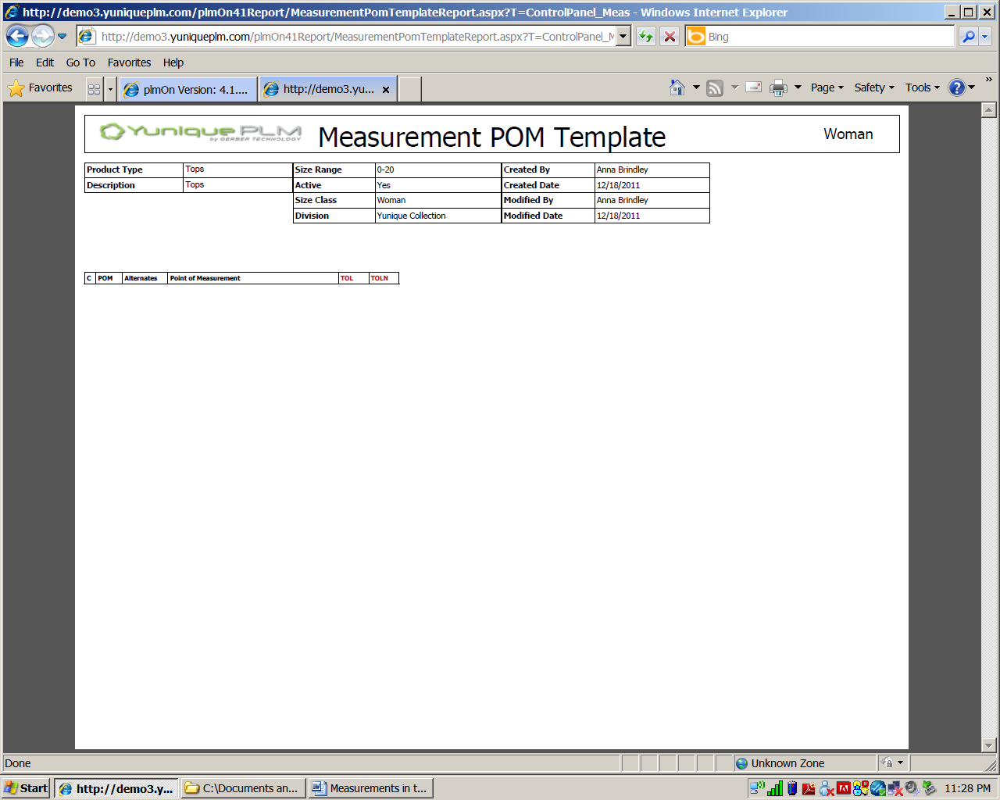 http://demo3.yuniqueplm.com/plmOn41Report/MeasurementPomTemplateReport.aspx?T=ControlPanel_Meas - Windows Internet Explorer
http://demo3.yuniqueplm.com/plmOn41Report/MeasurementPomTemplateReport.aspx?T=ControlPanel_M Bing
File Edit Go To Favorites Help
Favorites plmOn Version: 4.1.... http://demo3.yu... Page Safety Tools »
YuniquePLM by GERBER TECHNOLOGY Measurement POM Template Woman
Product Type Tops Size Range 0-20 Created By Anna Brindley
Description Tops Active Yes Created Date 12/18/2011
Size Class Woman Modified By Anna Brindley
Division Yunique Collection Modified Date 12/18/2011
C POM Alternates Point of Measurement TOL TOLN
Done Unknown Zone
Start http://demo3.y... C:\Documents an... Measurements in t... 11:28 PM